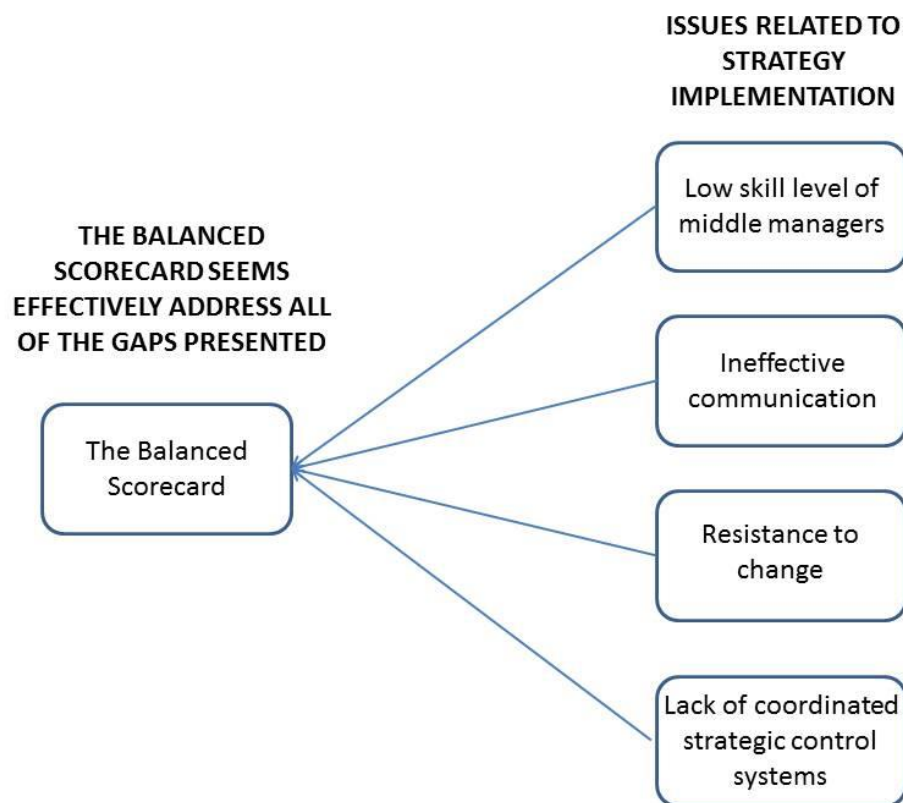 ISSUES RELATED TO
STRATEGY
IMPLEMENTATION
Low skill level of
middle managers
THE BALANCED
SCORECARD SEEMS
EFFECTIVELY ADDRESS ALL
OF THE GAPS PRESENTED
Ineffective
communication
The Balanced
Scorecard
Resistance to
change
Lack of coordinated
strategic control
systems